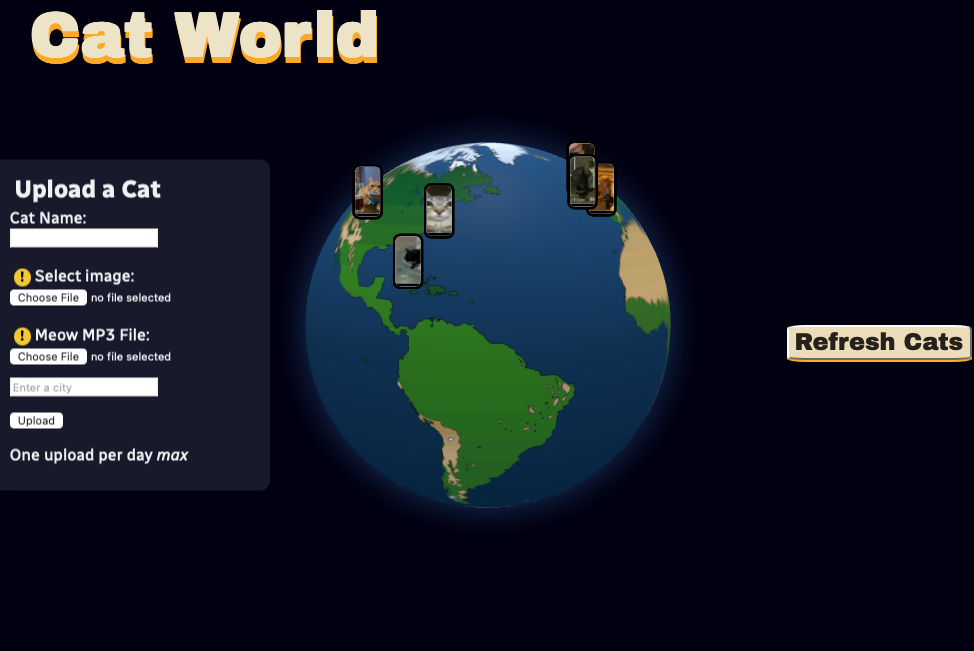 Cat World
Upload a Cat
Cat Name:
! Select image:
Choose File no file selected
! Meow MP3 File:
Choose File no file selected
Enter a city
Upload
One upload per day max
Refresh Cats